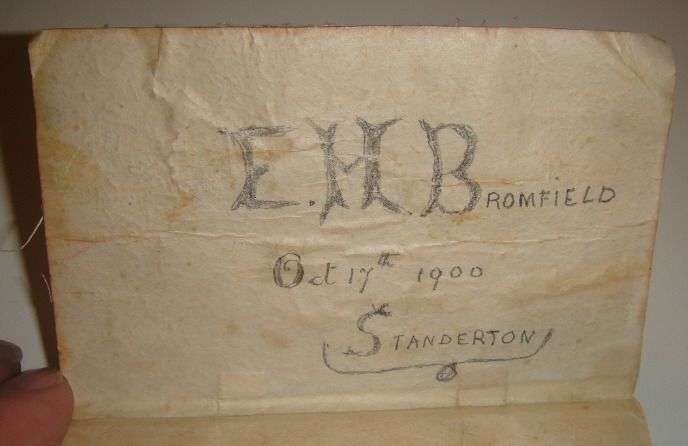 E.H. BROMFIELD
Oct 17th 1900
STANDERTON